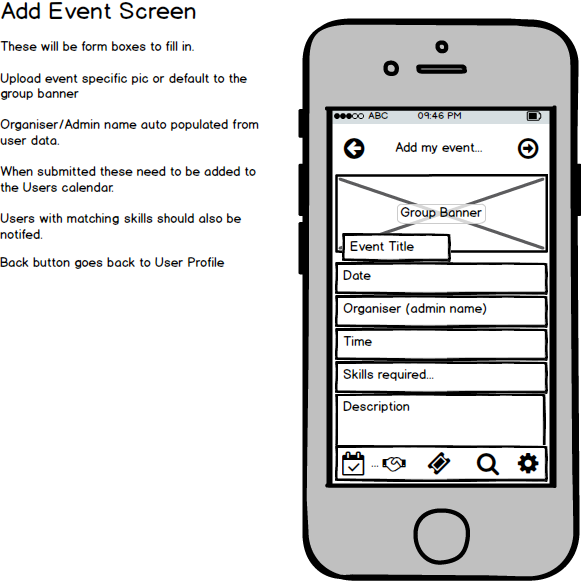 Add Event Screen
These will be form boxes to fill in.
Upload event specific pic or default to the
group banner
Organiser/Admin name auto populated from
user data.
When submitted these need to be added to
the Users calendar.
Users with matching skills should also be
notifed.
Back button goes back to User Profile
ABC 09:46 PM
Add my event...
Group Banner
Event Title
Date
Organiser (admin name)
Time
Skills required...
Description
...